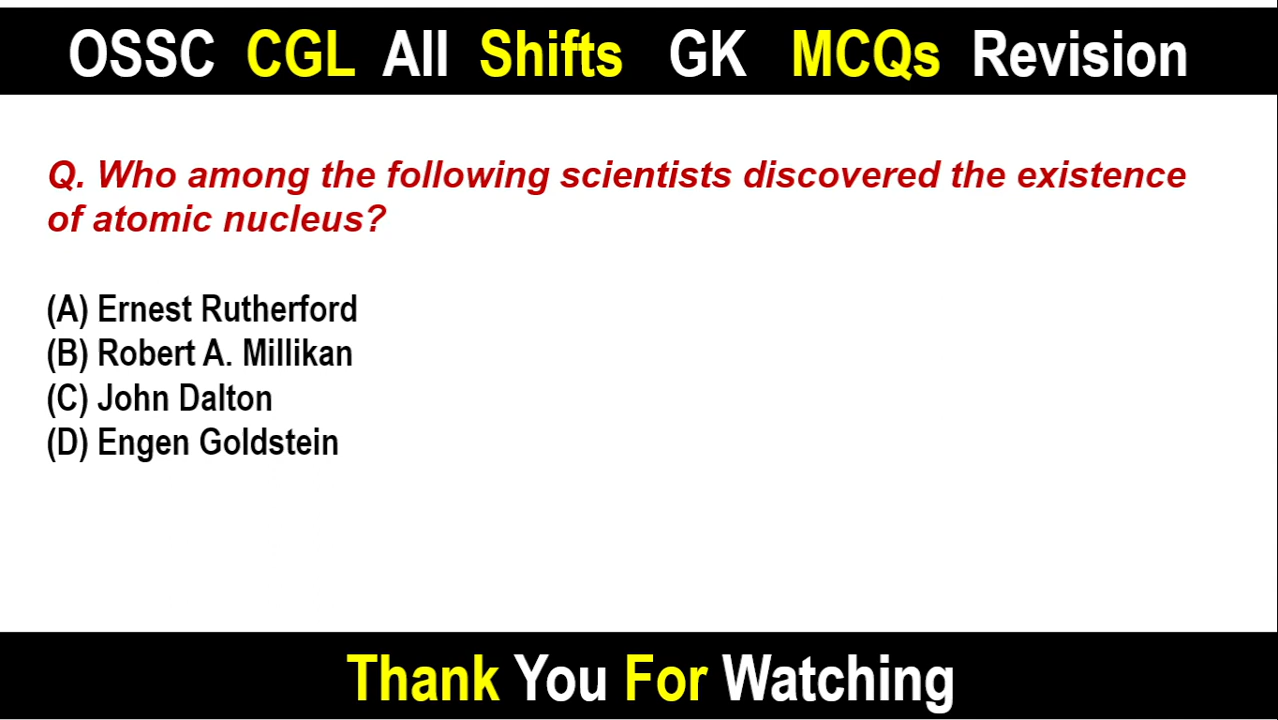 OSSC CGL All Shifts GK MCQs Revision
Q. Who among the following scientists discovered the existence
of atomic nucleus?
(A) Ernest Rutherford
(B) Robert A. Millikan
(C) John Dalton
(D) Engen Goldstein
Thank You For Watching